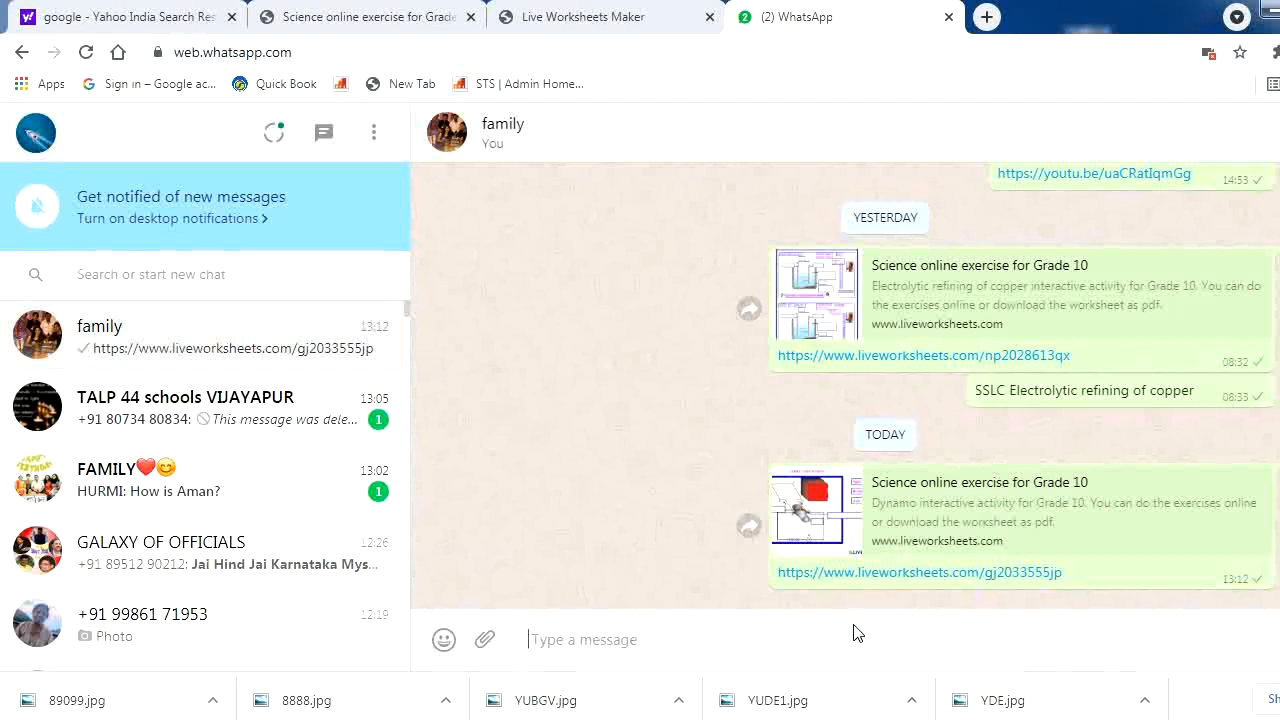 google - Yahoo India Search Res
Science online exercise for Grade
Live Worksheets Maker
(2) WhatsApp
web.whatsapp.com
Apps
Sign in – Google ac...
Quick Book
New Tab
STS | Admin Home...
family
You
Get notified of new messages
Turn on desktop notifications
Search or start new chat
family
13:12
https://www.liveworksheets.com/gj2033555jp
TALP 44 schools VIJAYAPUR
13:05
+91 80734 80834: This message was dele...
1
FAMILY❤️😊
13:02
HUMMI: How is Aman?
1
GALAXY OF OFFICIALS
12:26
+91 89512 90212: Jai Hind Jai Karnataka Mys...
+91 99861 71953
12:19
Photo
https://youtu.be/uaCRatIqmGg
14:53
YESTERDAY
Science online exercise for Grade 10
Electrolytic refining of copper interactive activity for Grade 10. You can do
the exercises online or download the worksheet as pdf.
www.liveworksheets.com
https://www.liveworksheets.com/np2028613qx
08:32
SSLC Electrolytic refining of copper
08:33
TODAY
Science online exercise for Grade 10
Dynamo interactive activity for Grade 10. You can do the exercises online
or download the worksheet as pdf.
www.liveworksheets.com
https://www.liveworksheets.com/gj2033555jp
13:12
Type a message
89099.jpg
8888.jpg
YUBGV.jpg
YUDE1.jpg
YDE.jpg
Sh